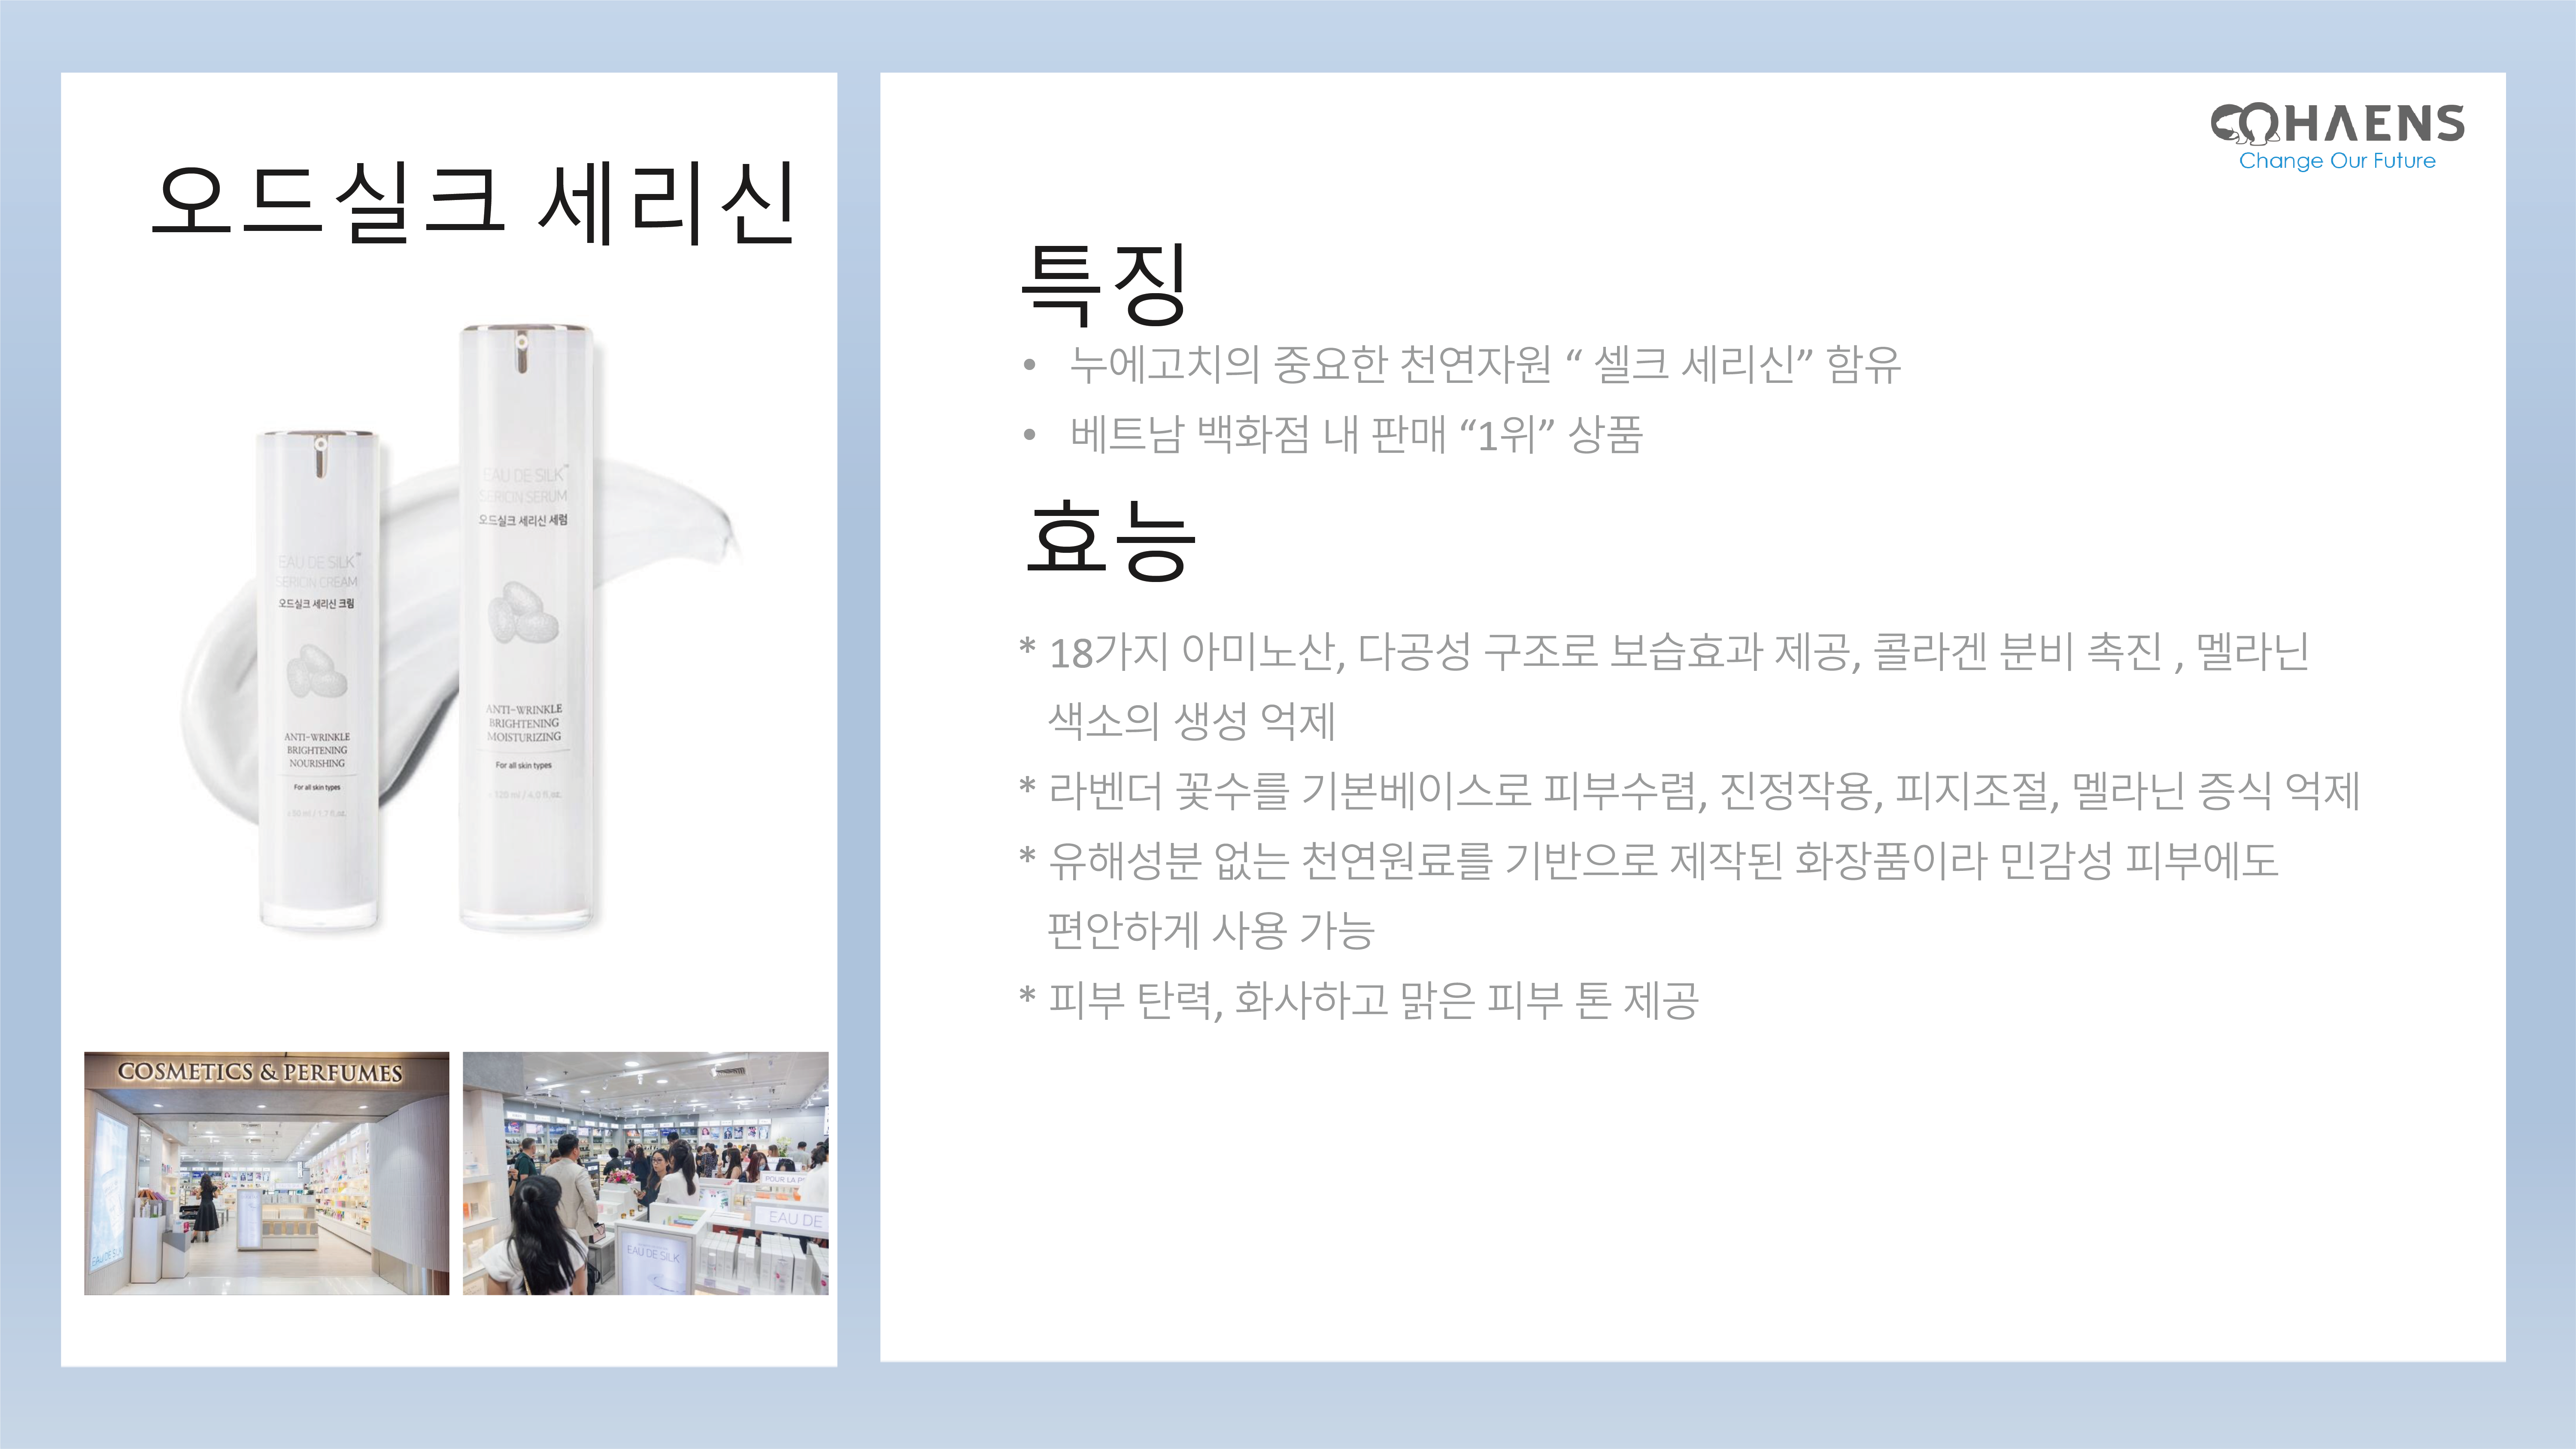 오드실크 세리신
EAU DE SILK™
SERICIN CREAM
오드실크 세리신 크림
ANTI-WRINKLE
BRIGHTENING
NOURISHING
For all skin types
EAU DE SILK™
SERICIN SERUM
오드실크 세리신 세럼
ANTI-WRINKLE
BRIGHTENING
MOISTURIZING
For all skin types
120 ml / 4.0 fl.oz.
COSMETICS & PERFUMES
EAU DE
EAU DE SILK
HAENS
Change Our Future
특징
• 누에고치의 중요한 천연자원 “ 셀크 세리신” 함유
• 베트남 백화점 내 판매 “1위” 상품
효능
* 18가지 아미노산, 다공성 구조로 보습효과 제공, 콜라겐 분비 촉진 , 멜라닌
색소의 생성 억제
* 라벤더 꽃수를 기본베이스로 피부수렴, 진정작용, 피지조절, 멜라닌 증식 억제
* 유해성분 없는 천연원료를 기반으로 제작된 화장품이라 민감성 피부에도
편안하게 사용 가능
* 피부 탄력, 화사하고 맑은 피부 톤 제공